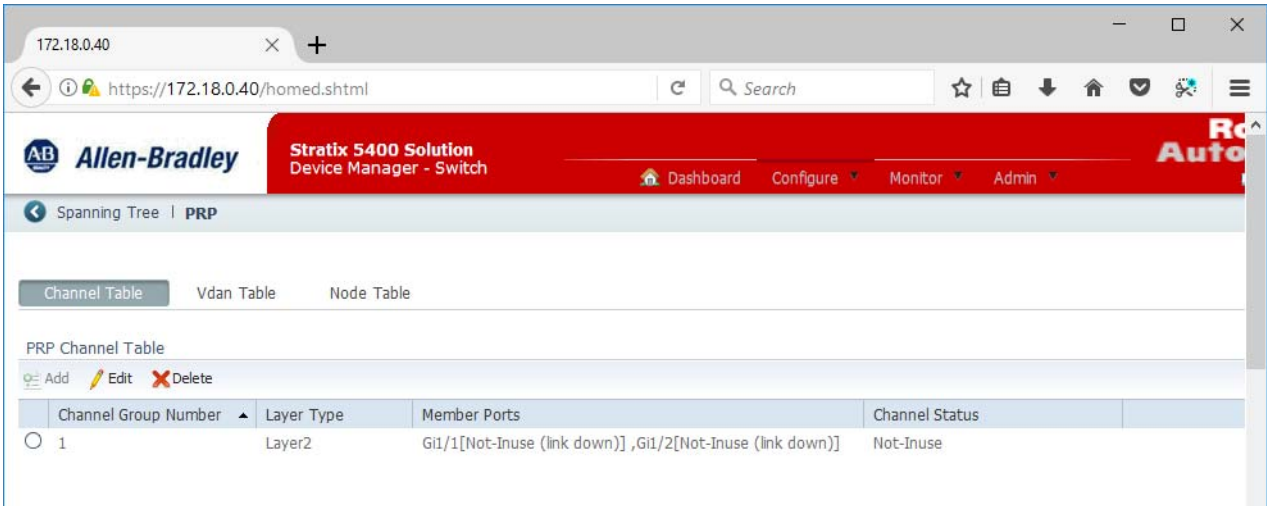 172.18.0.40
https://172.18.0.40/homed.shtml
Search
AB
Allen-Bradley
Stratix 5400 Solution
Device Manager - Switch
Dashboard Configure Monitor Admin
Spanning Tree | PRP
Channel Table Vdan Table Node Table
PRP Channel Table
Add Edit Delete
Channel Group Number Layer Type Member Ports Channel Status
1 Layer2 Gi1/1[Not-Inuse (link down)] ,Gi1/2[Not-Inuse (link down)] Not-Inuse